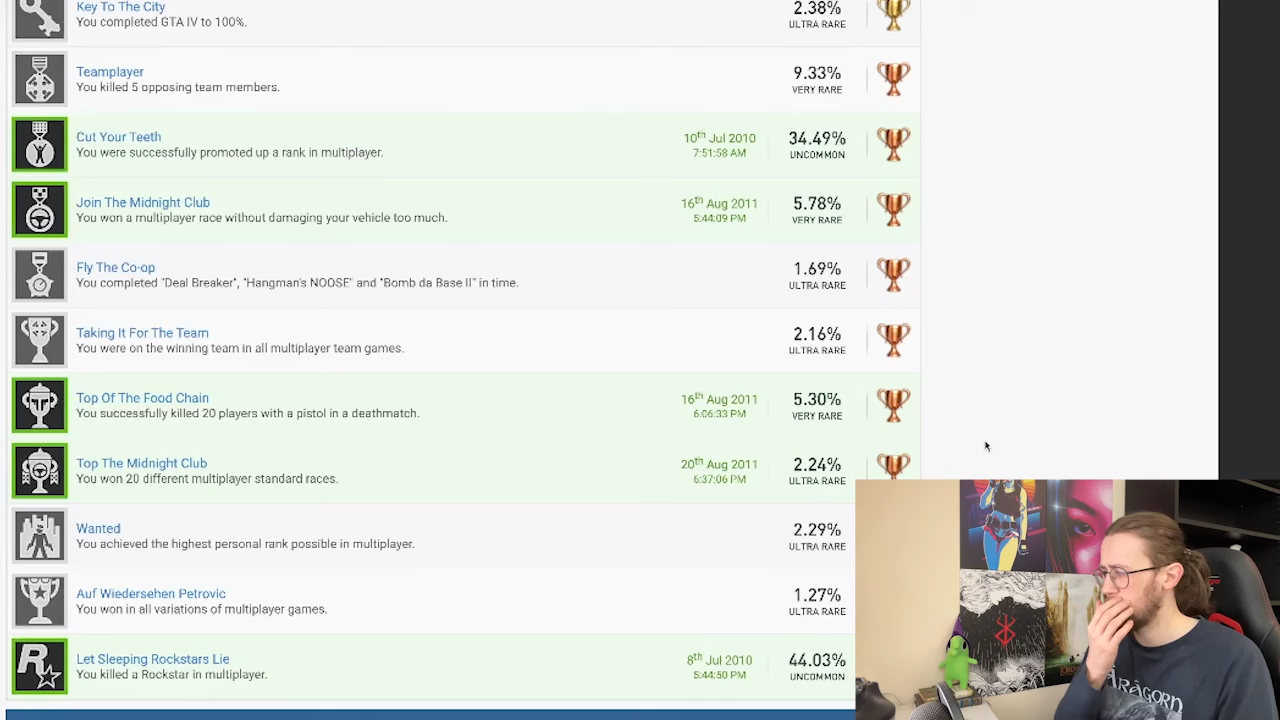 Key To The City
You completed GTA IV to 100%.
2.38%
ULTRA RARE
Teamplayer
You killed 5 opposing team members.
9.33%
VERY RARE
Cut Your Teeth
You were successfully promoted up a rank in multiplayer.
10th Jul 2010
7:51:58 AM
34.49%
UNCOMMON
Join The Midnight Club
You won a multiplayer race without damaging your vehicle too much.
16th Aug 2011
5:44:09 PM
5.78%
VERY RARE
Fly The Co-op
You completed "Deal Breaker", "Hangman's NOOSE" and "Bomb da Base II" in time.
1.69%
ULTRA RARE
Taking It For The Team
You were on the winning team in all multiplayer team games.
2.16%
ULTRA RARE
Top Of The Food Chain
You successfully killed 20 players with a pistol in a deathmatch.
16th Aug 2011
6:06:33 PM
5.30%
VERY RARE
Top The Midnight Club
You won 20 different multiplayer standard races.
20th Aug 2011
6:37:06 PM
2.24%
ULTRA RARE
Wanted
You achieved the highest personal rank possible in multiplayer.
2.29%
ULTRA RARE
Auf Wiedersehen Petrovic
You won in all variations of multiplayer games.
1.27%
ULTRA RARE
Let Sleeping Rockstars Lie
You killed a Rockstar in multiplayer.
8th Jul 2010
5:44:50 PM
44.03%
UNCOMMON
R
ARAGORN